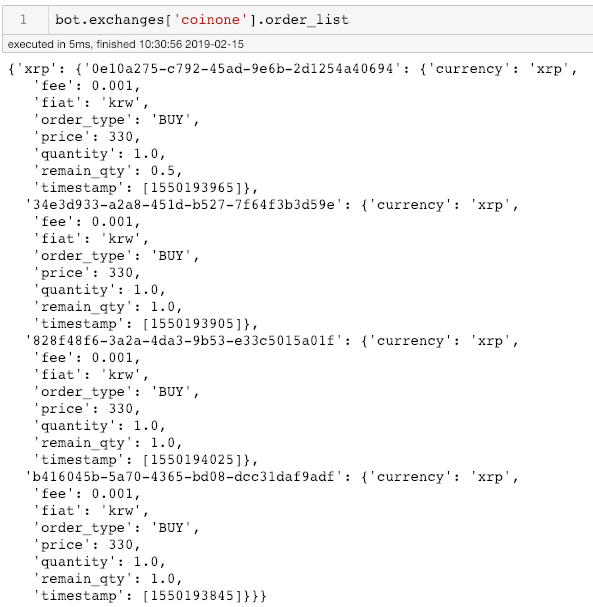 1 bot.exchanges['coinone'].order_list
executed in 5ms, finished 10:30:56 2019-02-15
{'xrp': {'0e10a275-c792-45ad-9e6b-2d1254a40694': {'currency': 'xrp',
'fee': 0.001,
'fiat': 'krw',
'order_type': 'BUY',
'price': 330,
'quantity': 1.0,
'remain_qty': 0.5,
'timestamp': [1550193965]},
'34e3d933-a2a8-451d-b527-7f64f3b3d59e': {'currency': 'xrp',
'fee': 0.001,
'fiat': 'krw',
'order_type': 'BUY',
'price': 330,
'quantity': 1.0,
'remain_qty': 1.0,
'timestamp': [1550193905]},
'828f48f6-3a2a-4da3-9b53-e33c5015a01f': {'currency': 'xrp',
'fee': 0.001,
'fiat': 'krw',
'order_type': 'BUY',
'price': 330,
'quantity': 1.0,
'remain_qty': 1.0,
'timestamp': [1550194025]},
'b416045b-5a70-4365-bd08-dcc31daf9adf': {'currency': 'xrp',
'fee': 0.001,
'fiat': 'krw',
'order_type': 'BUY',
'price': 330,
'quantity': 1.0,
'remain_qty': 1.0,
'timestamp': [1550193845]}}}